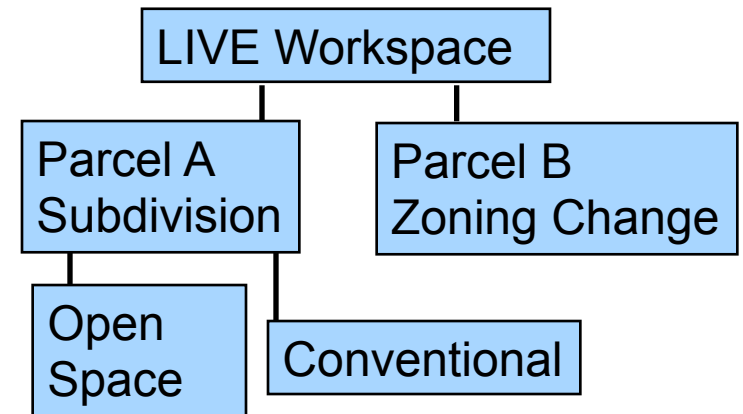 LIVE Workspace
Parcel A
Subdivision
Parcel B
Zoning Change
Open
Space
Conventional